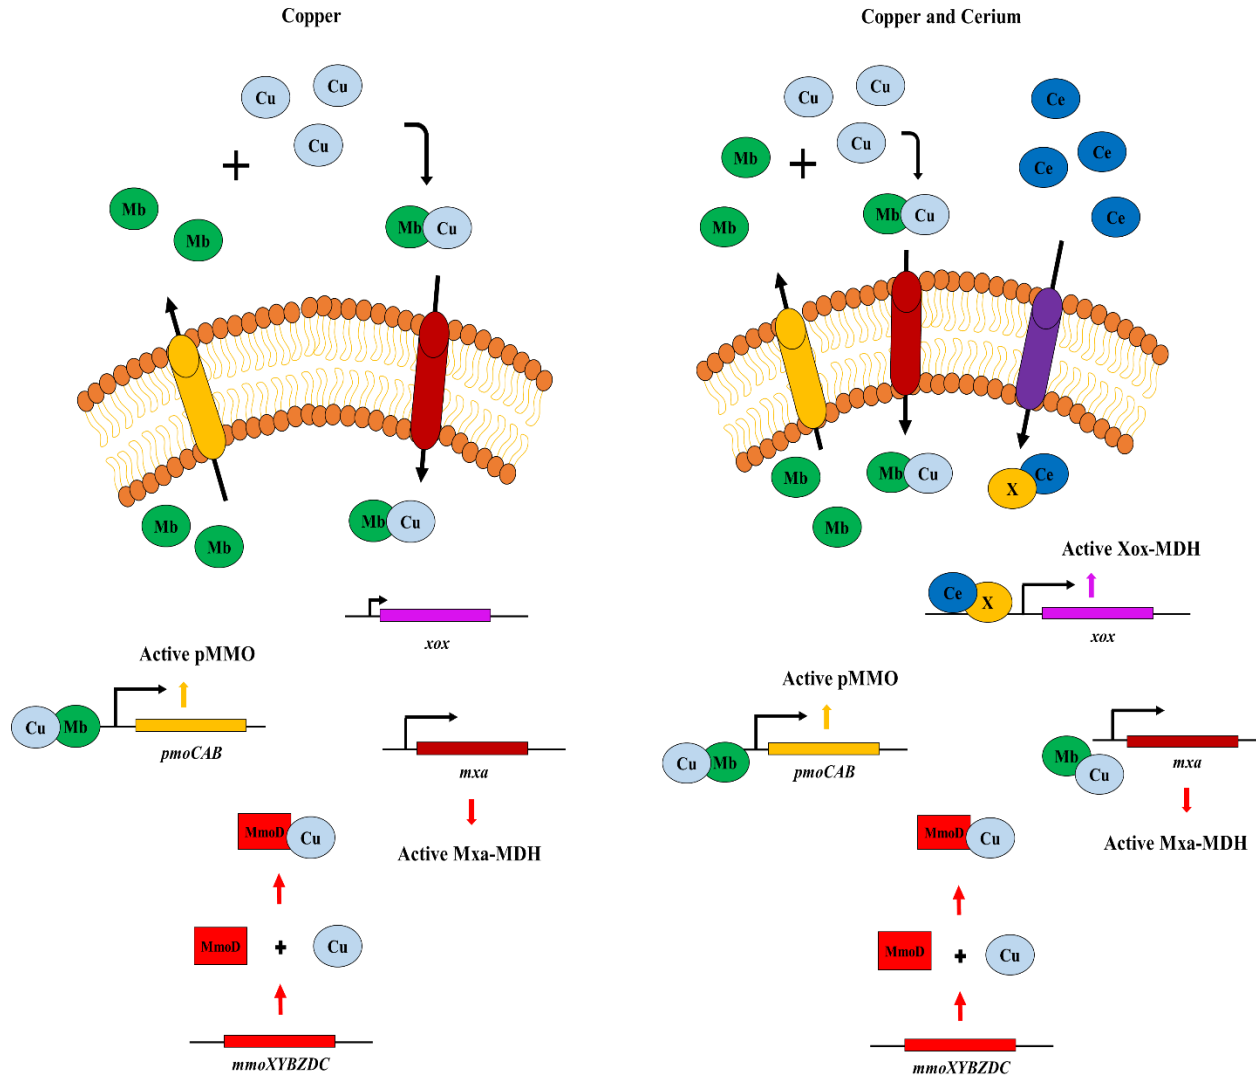 Copper
Cu
Cu
Cu
Mb
Mb
Mb Cu
Mb
Mb
Mb Cu
xox
Active pMMO
Cu Mb
pmoCAB
mxa
Active Mxa-MDH
MmoD Cu
MmoD + Cu
mmoXYBZDC
Copper and Cerium
Cu
Cu
Cu
Mb
Mb
Mb Cu
Ce
Ce
Ce
Ce
Mb
Mb
Mb Cu
X Ce
Active Xox-MDH
Ce X
xox
Active pMMO
Cu Mb
pmoCAB
Mb Cu
mxa
Active Mxa-MDH
MmoD Cu
MmoD + Cu
mmoXYBZDC